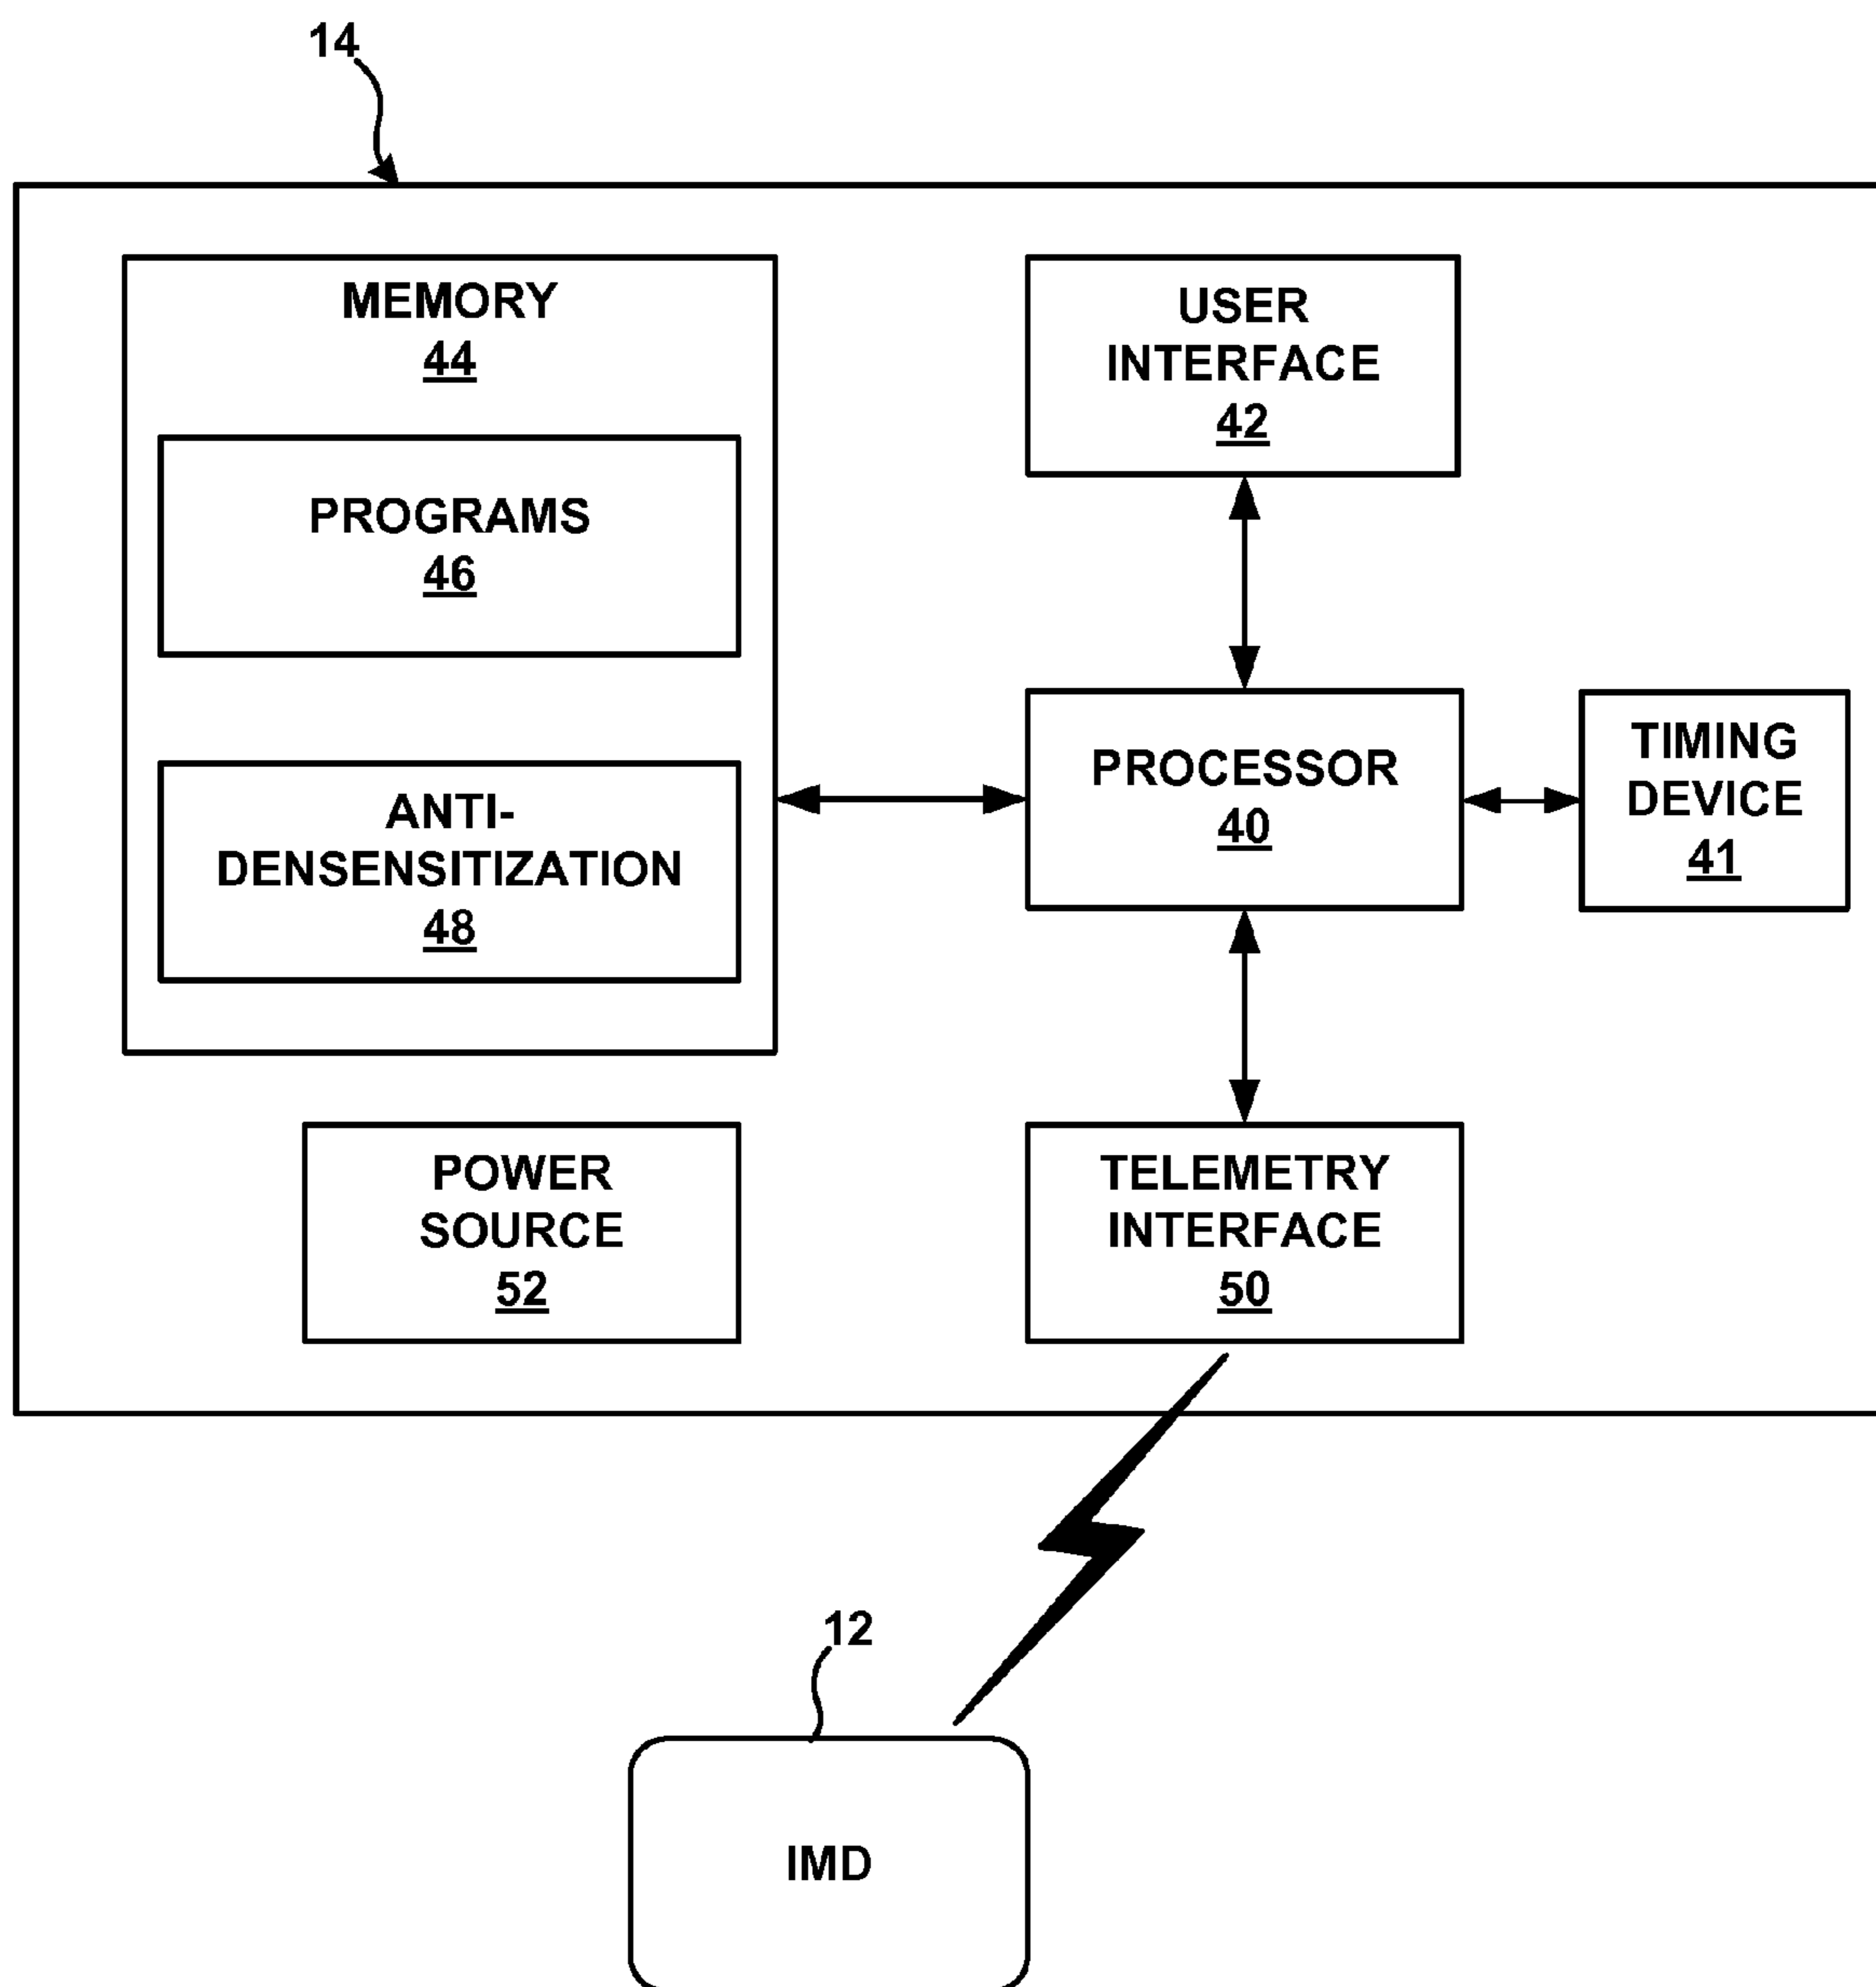 14
MEMORY
44
PROGRAMS
46
ANTI-
DENSENSITIZATION
48
USER
INTERFACE
42
PROCESSOR
40
TIMING
DEVICE
41
POWER
SOURCE
52
TELEMETRY
INTERFACE
50
12
IMD